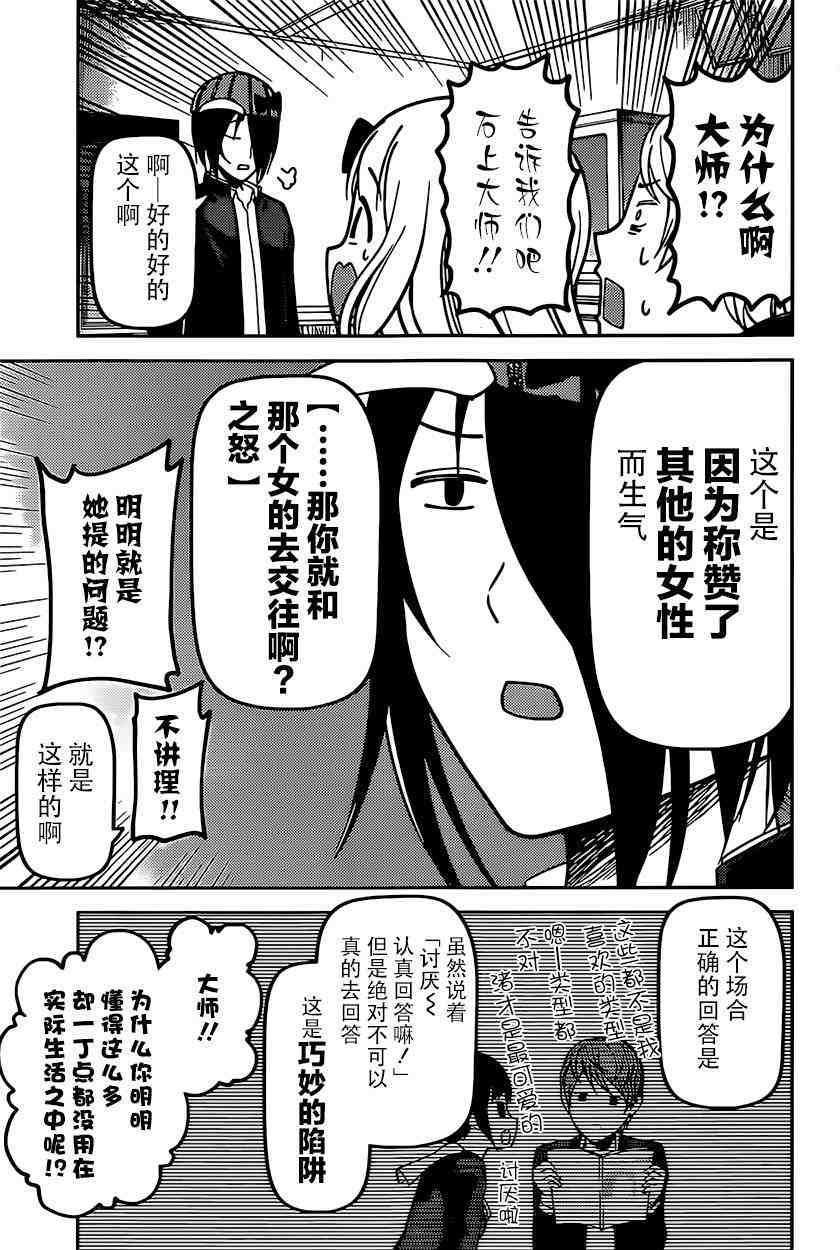 为什么啊
大师!?
告诉我们吧
石上大师!!
啊—好的好的
这个啊
这个是
因为称赞了
其他的女性
而生气
【……那你就和
那个女的去交往啊?
之怒】
明明就是
她提的问题!?
不讲理!!
就是
这样的啊
这个场合
正确的回答是
这些都不是我
喜欢的类型
嗯—类型都
不对
渚才是最可爱的
讨厌啦
虽然说着
「讨厌～
认真回答嘛!」
但是绝对不可以
真的去回答
这是巧妙的陷阱
大师!!
为什么你明明
懂得这么多
却一丁点都没用在
实际生活之中呢!?